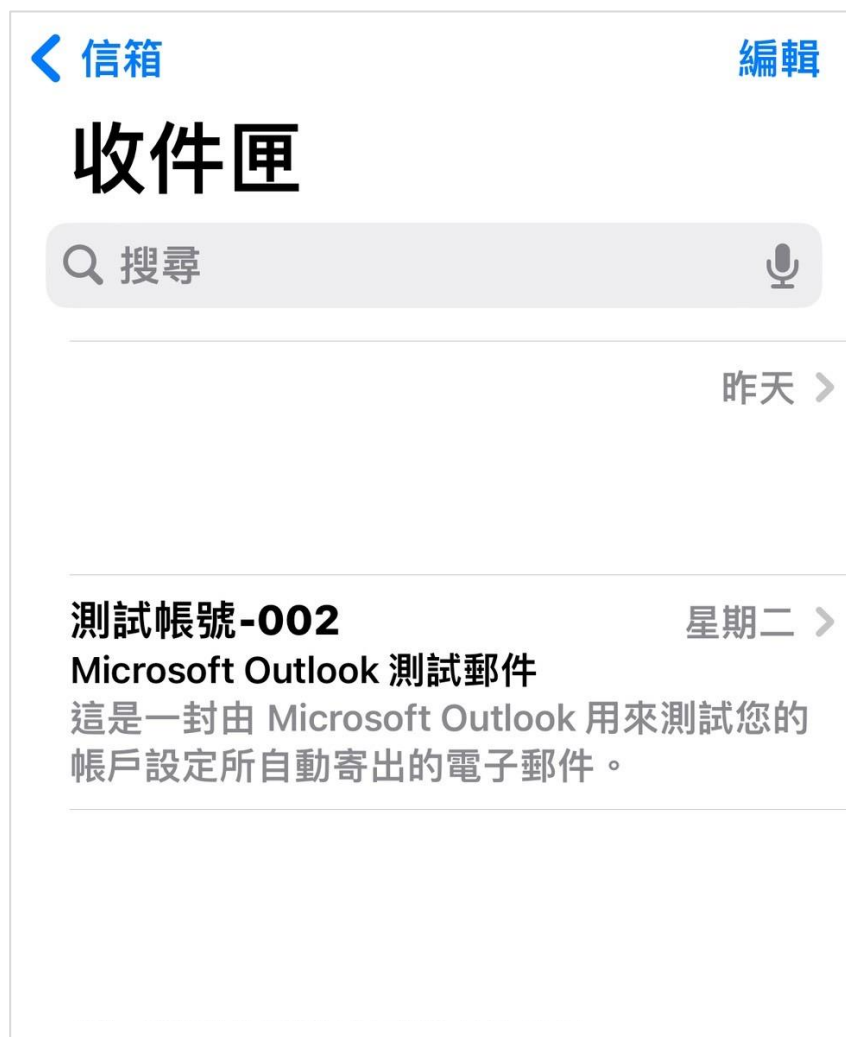 信箱
編輯
收件匣
搜尋
昨天
測試帳號-002
星期二
Microsoft Outlook 測試郵件
這是一封由 Microsoft Outlook 用來測試您的
帳戶設定所自動寄出的電子郵件。